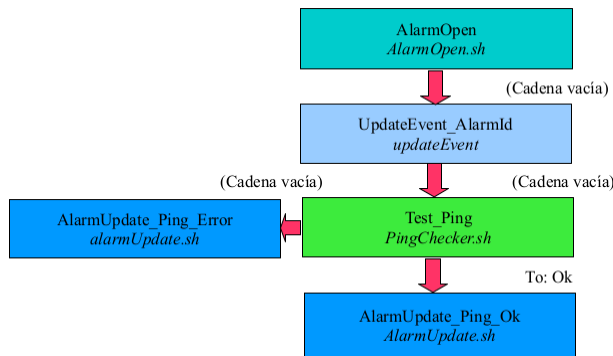 AlarmOpen
AlarmOpen.sh
(Cadena vacía)
UpdateEvent_AlarmId
updateEvent
(Cadena vacía)
(Cadena vacía)
AlarmUpdate_Ping_Error
alarmUpdate.sh
Test_Ping
PingChecker.sh
To: Ok
AlarmUpdate_Ping_Ok
AlarmUpdate.sh